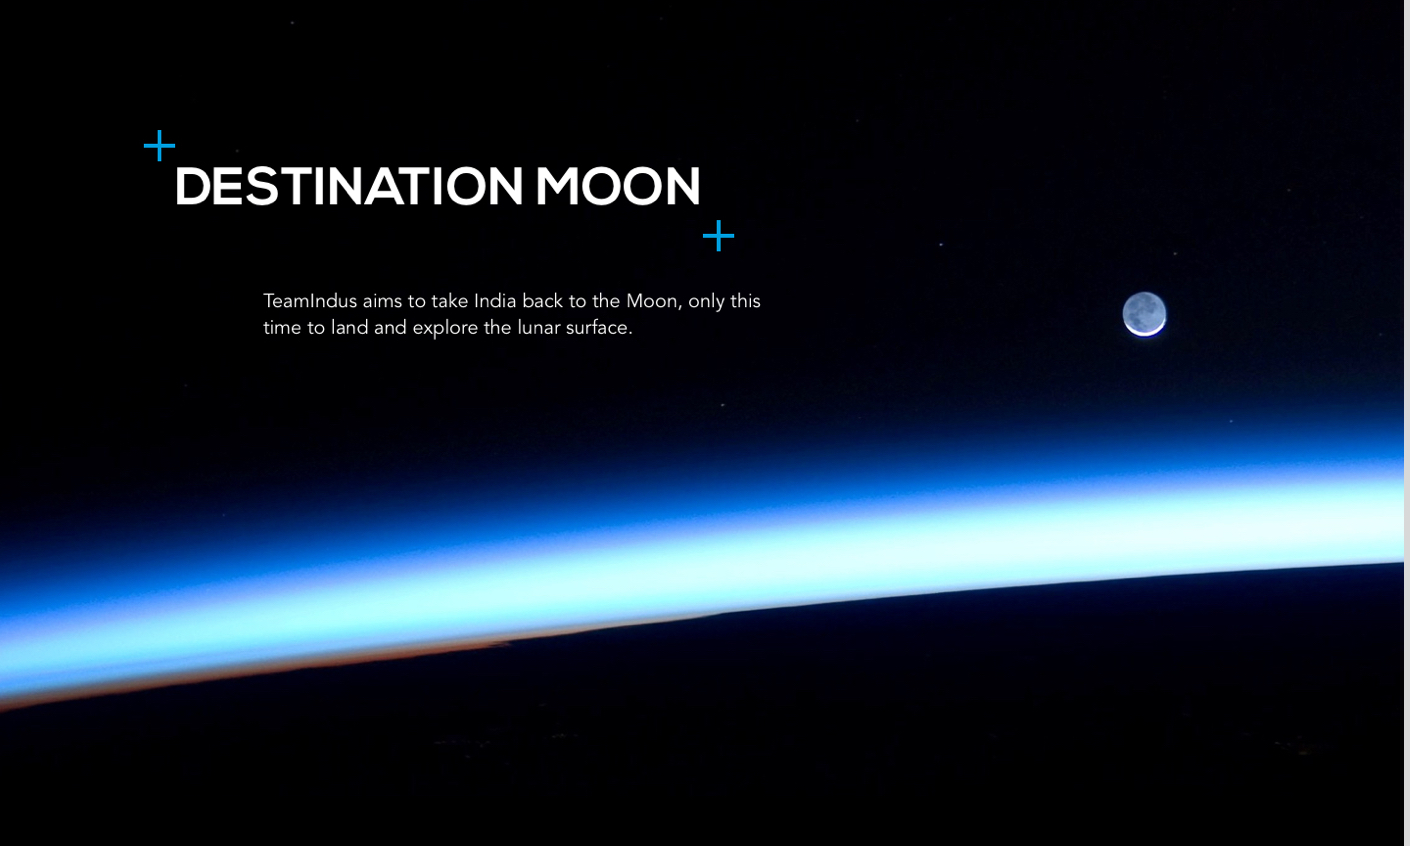 DESTINATION MOON
TeamIndus aims to take India back to the Moon, only this
time to land and explore the lunar surface.